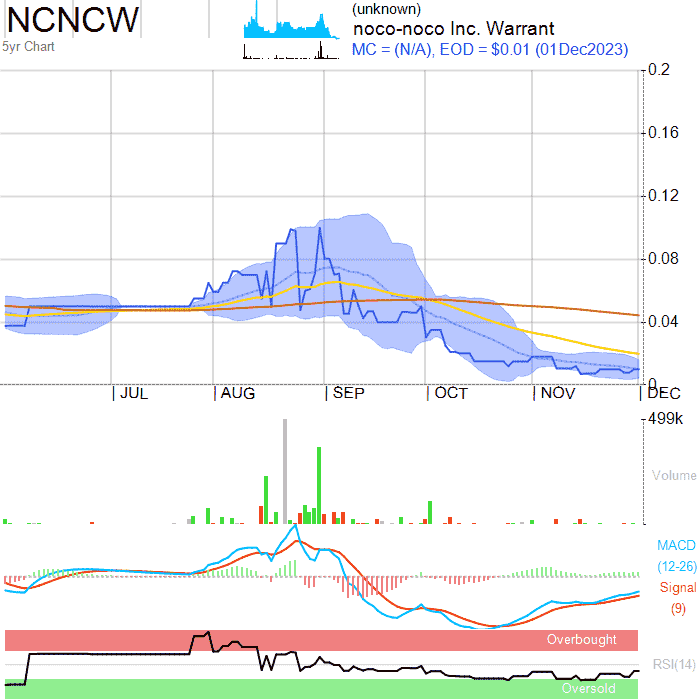 NCNCW
(unknown)
noco-noco Inc. Warrant
5yr Chart
MC = (N/A), EOD = $0.01 (01Dec2023)
0.2
0.16
0.12
0.08
0.04
0
JUL AUG SEP OCT NOV DEC
499k
Volume
MACD
(12-26)
Signal
(9)
Overbought
RSI(14)
Oversold